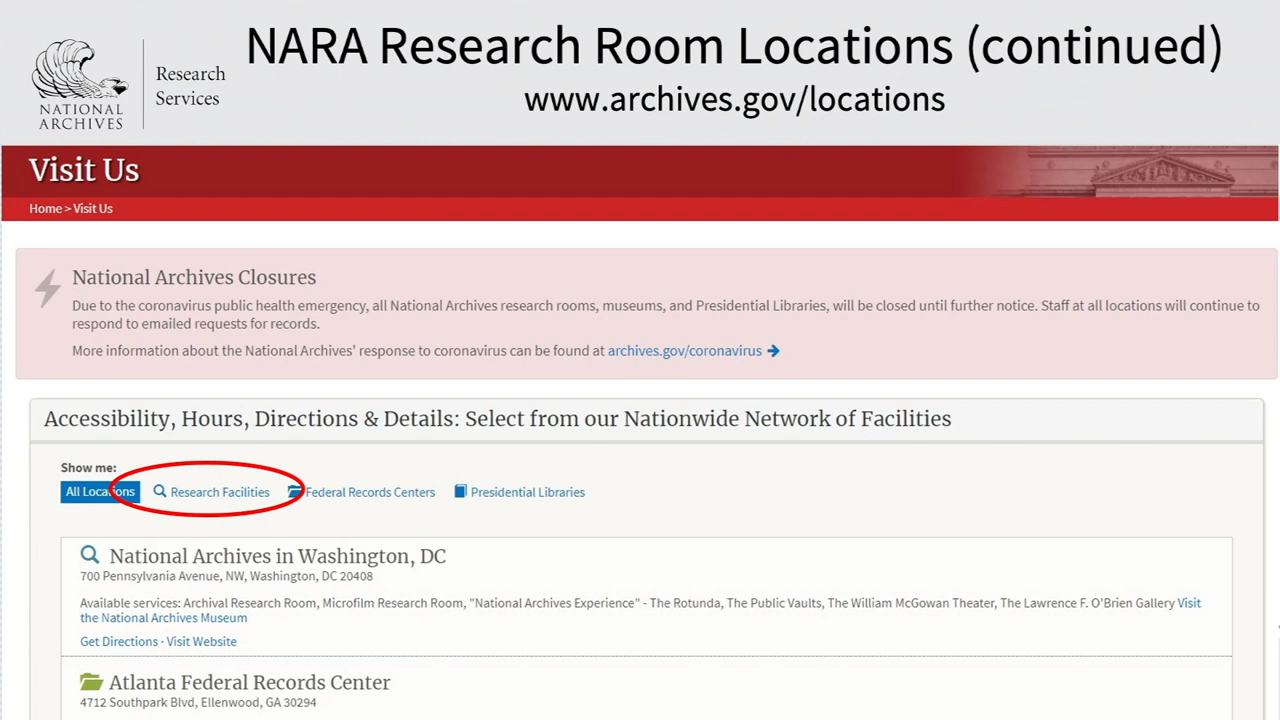 NARA Research Room Locations (continued)
www.archives.gov/locations
NATIONAL
ARCHIVES
Research
Services
Visit Us
Home > Visit Us
National Archives Closures
Due to the coronavirus public health emergency, all National Archives research rooms, museums, and Presidential Libraries, will be closed until further notice. Staff at all locations will continue to
respond to emailed requests for records.
More information about the National Archives' response to coronavirus can be found at archives.gov/coronavirus
Accessibility, Hours, Directions & Details: Select from our Nationwide Network of Facilities
Show me:
All Locations Research Facilities Federal Records Centers Presidential Libraries
National Archives in Washington, DC
700 Pennsylvania Avenue, NW, Washington, DC 20408
Available services: Archival Research Room, Microfilm Research Room, "National Archives Experience" - The Rotunda, The Public Vaults, The William McGowan Theater, The Lawrence F. O'Brien Gallery Visit
the National Archives Museum
Get Directions · Visit Website
Atlanta Federal Records Center
4712 Southpark Blvd, Ellenwood, GA 30294